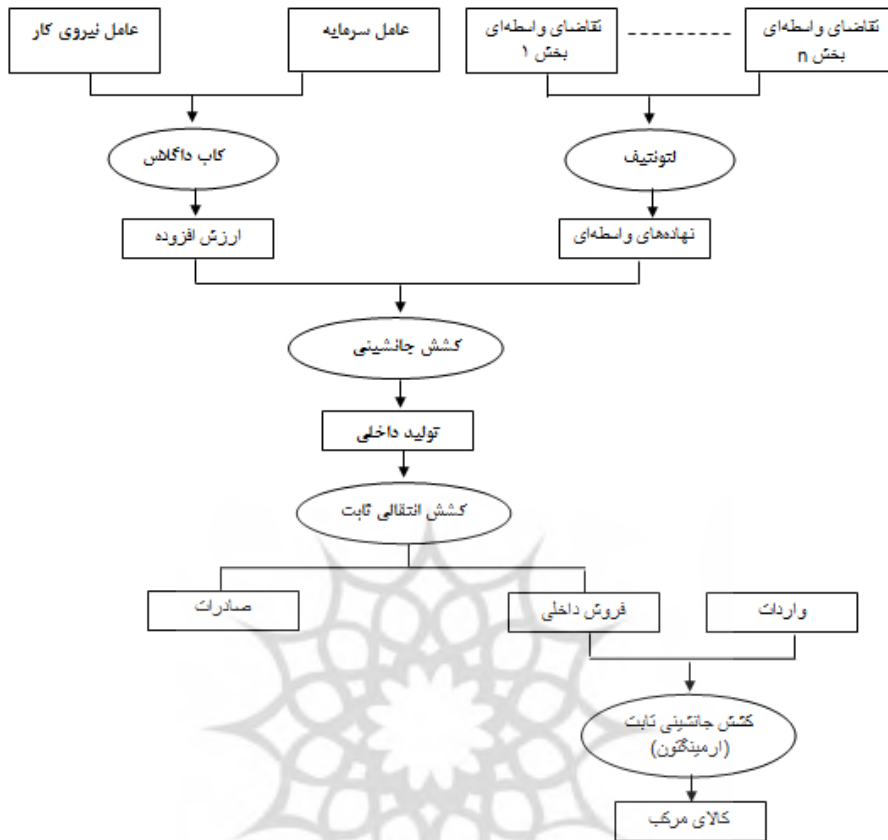 عامل نیروی کار
عامل سرمایه
تقاضای واسطه‌ای
بخش ۱
تقاضای واسطه‌ای
بخش n
کاب داگلاس
لئونتیف
ارزش افزوده
نهاده‌های واسطه‌ای
کشش جانشینی
تولید داخلی
کشش انتقالی ثابت
صادرات
فروش داخلی
واردات
کشش جانشینی ثابت
(ارمینگتون)
کالای مرکب